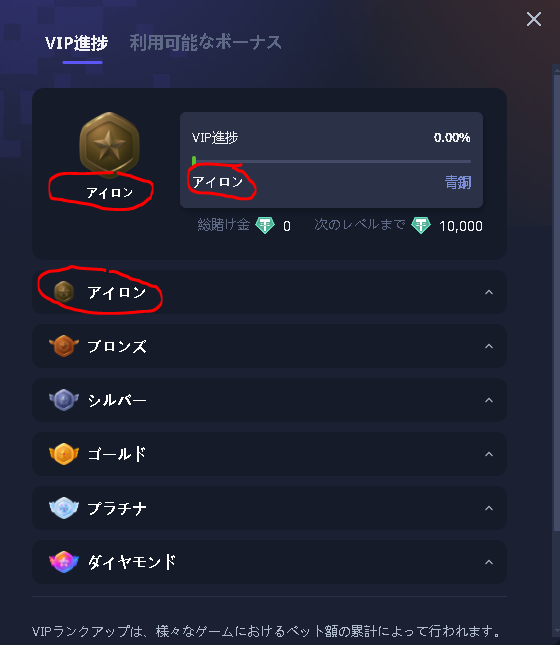 VIP進捗 利用可能なボーナス
アイロン
VIP進捗 0.00%
アイロン 青銅
総賭け金 0 次のレベルまで 10,000
アイロン
ブロンズ
シルバー
ゴールド
プラチナ
ダイヤモンド
VIPランクアップは、様々なゲームにおけるベット額の累計によって行われます。